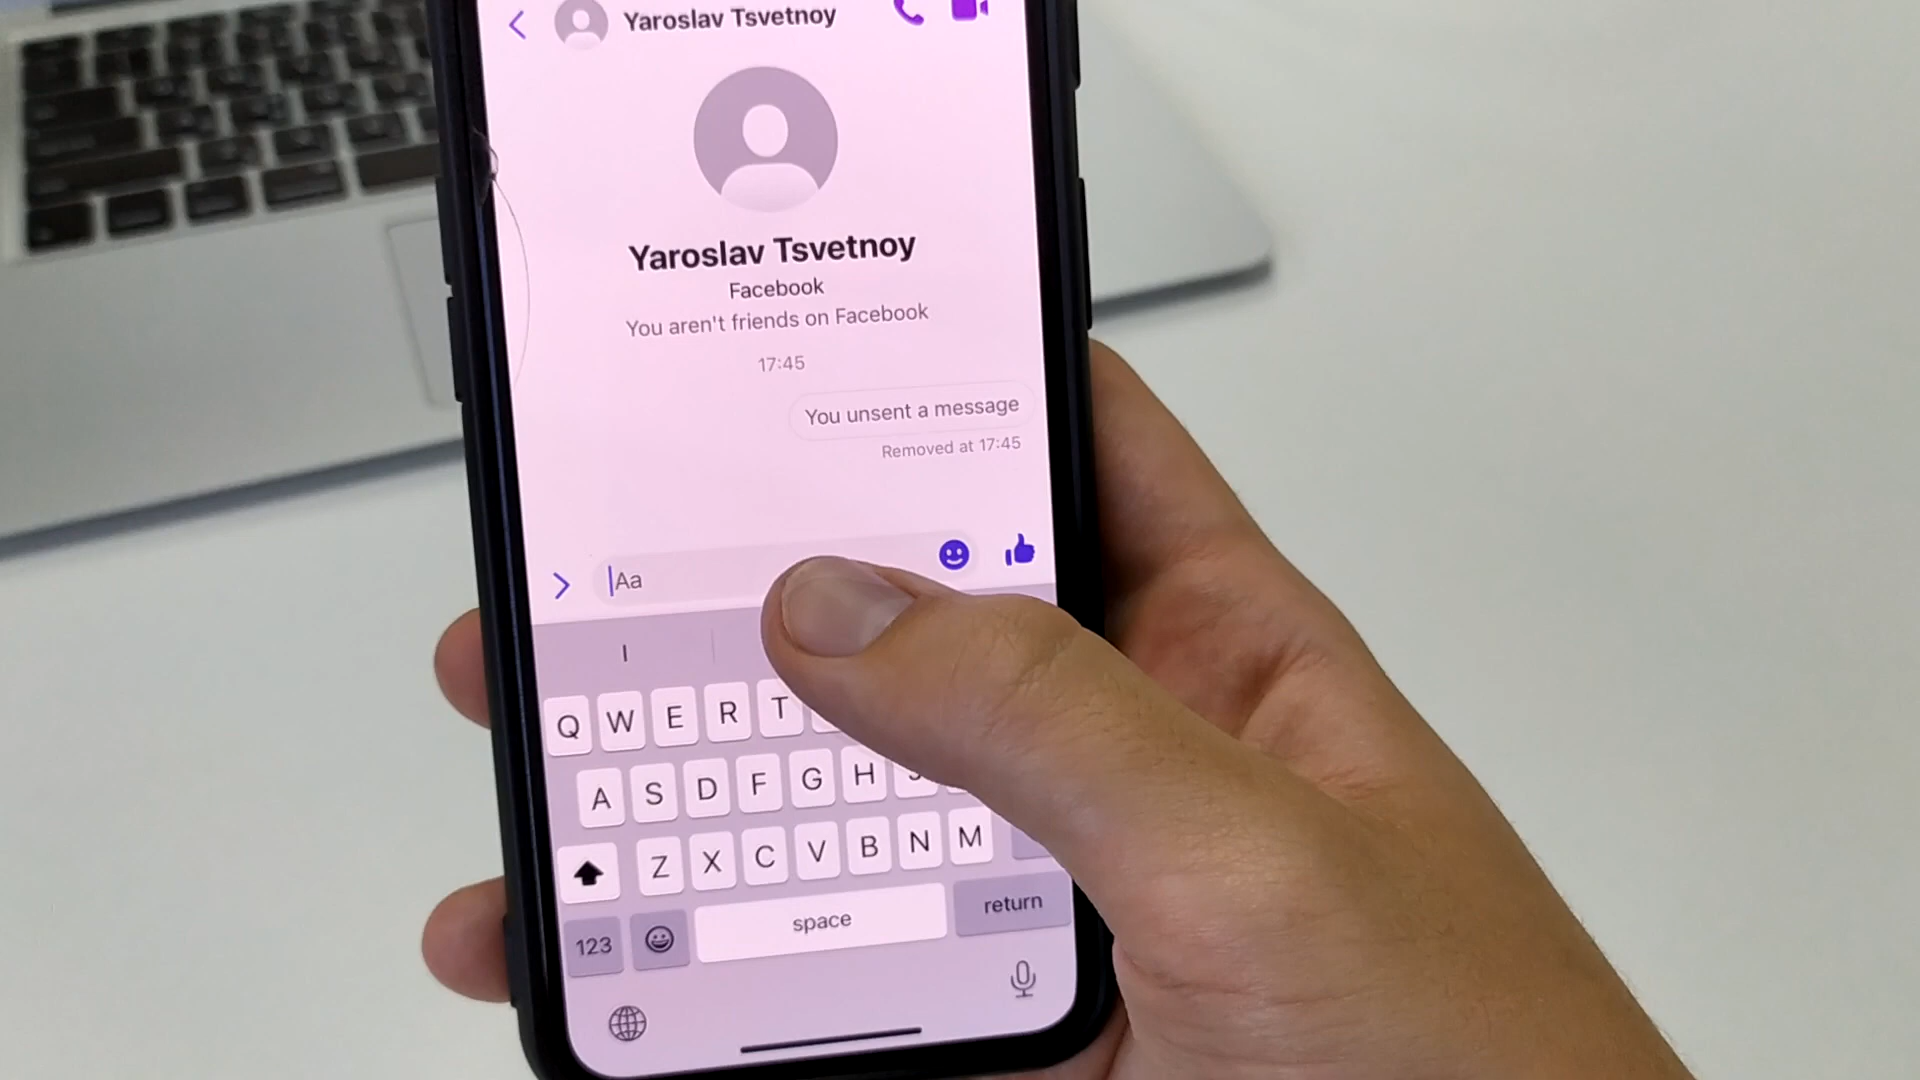 Yaroslav Tsvetnoy
Yaroslav Tsvetnoy
Facebook
You aren't friends on Facebook
17:45
You unsent a message
Removed at 17:45
Aa
I
Q W E R T
A S D F G H J
Z X C V B N M
123 space return